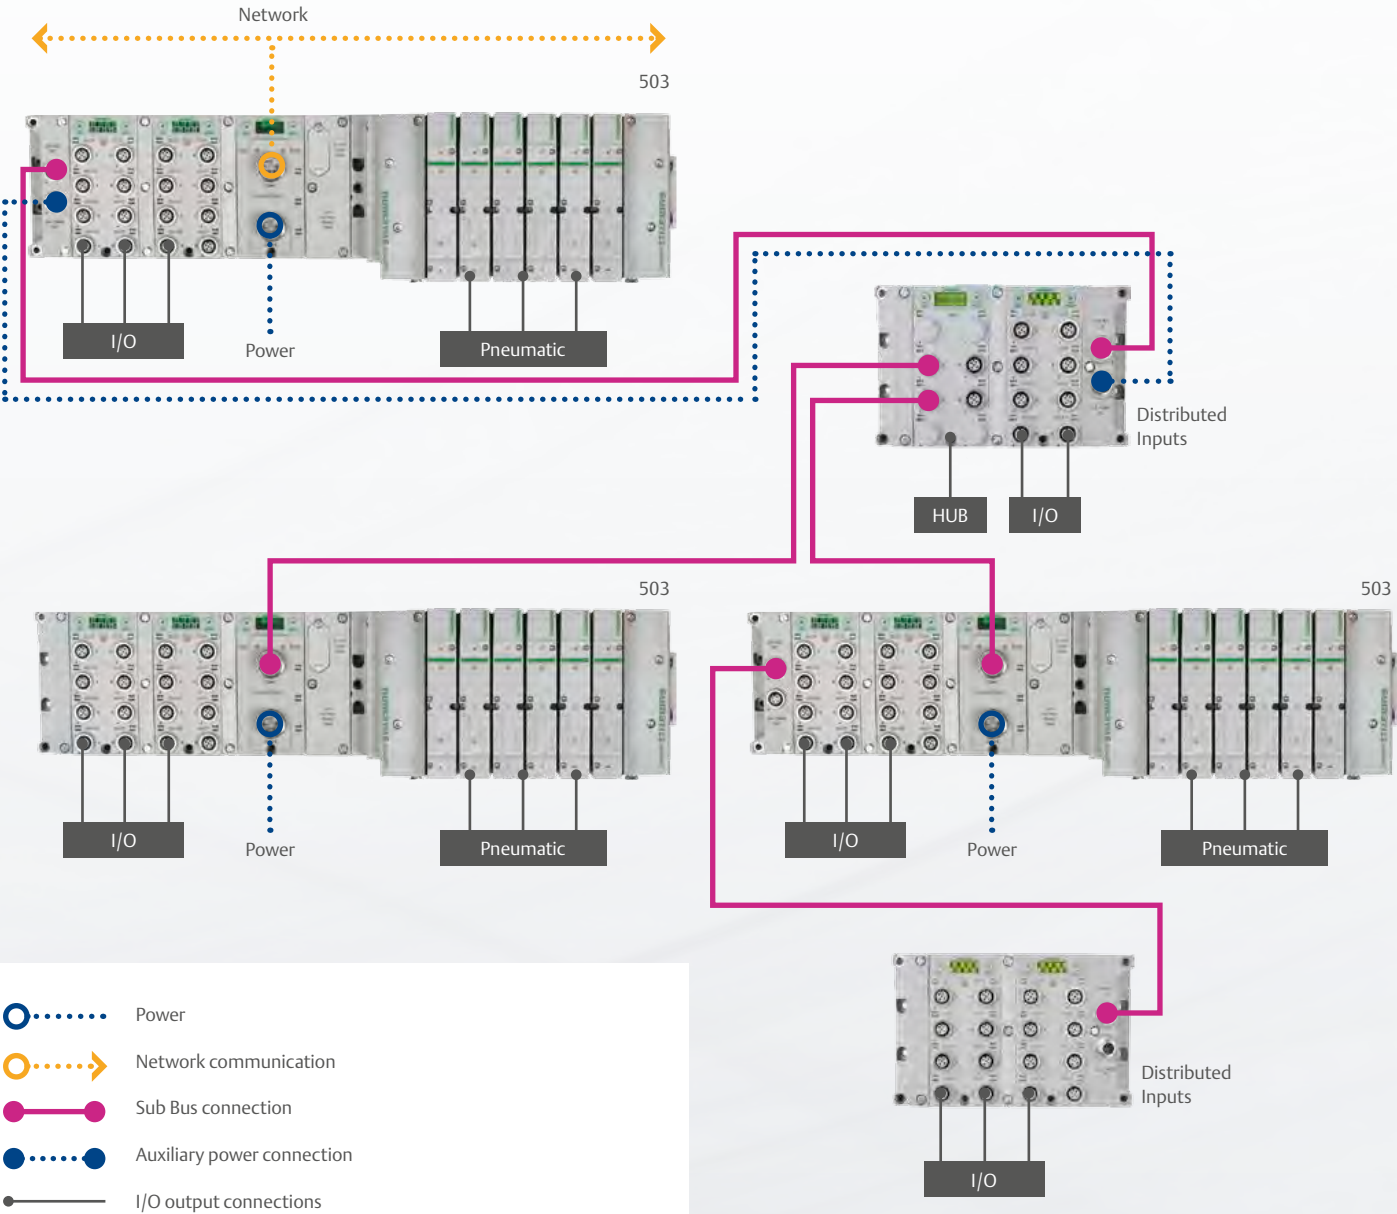 Network
503
I/O
Power
Pneumatic
Distributed
Inputs
HUB
I/O
503
503
I/O
Power
Pneumatic
I/O
Power
Pneumatic
Distributed
Inputs
I/O
Power
Network communication
Sub Bus connection
Auxiliary power connection
I/O output connections